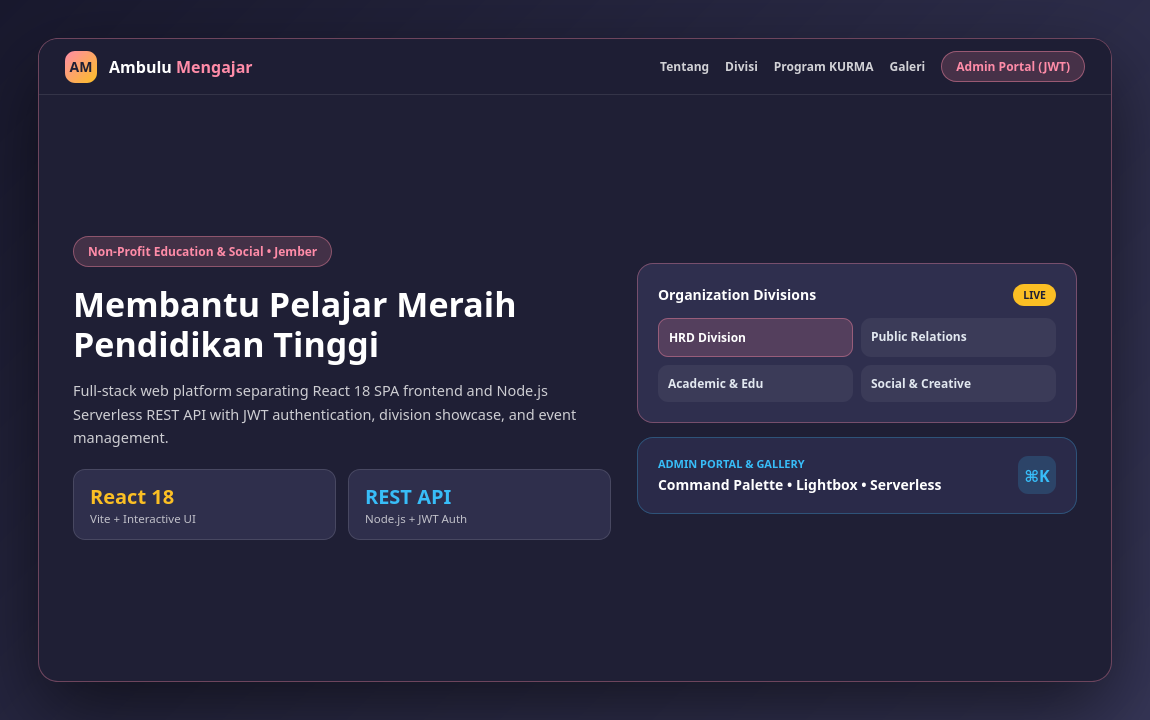 AM
Ambulu Mengajar
Tentang
Divisi
Program KURMA
Galeri
Admin Portal (JWT)
Non-Profit Education & Social • Jember
Membantu Pelajar Meraih
Pendidikan Tinggi
Full-stack web platform separating React 18 SPA frontend and Node.js
Serverless REST API with JWT authentication, division showcase, and event
management.
React 18
Vite + Interactive UI
REST API
Node.js + JWT Auth
Organization Divisions
LIVE
HRD Division
Public Relations
Academic & Edu
Social & Creative
ADMIN PORTAL & GALLERY
Command Palette • Lightbox • Serverless
⌘K